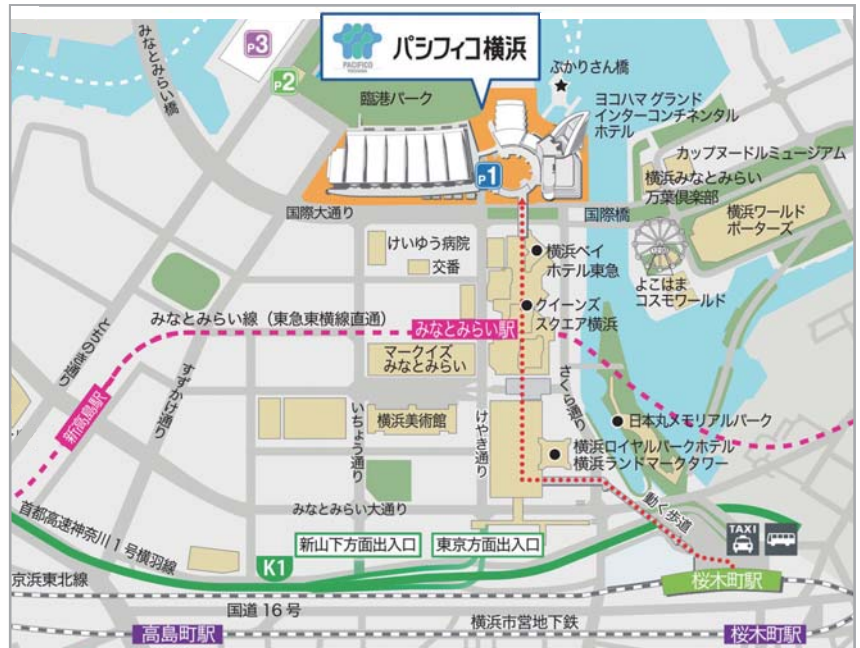 P3
P2
みなとみらい橋
PACIFICO
YOKOHAMA
パシフィコ横浜
臨港パーク
ぷかりさん橋
ヨコハマ グランド
インターコンチネンタル
ホテル
P1
カップヌードルミュージアム
横浜みなとみらい
万葉倶楽部
横浜ワールド
ポーターズ
国際大通り
国際橋
けいゆう病院
交番
横浜ベイ
ホテル東急
よこはま
コスモワールド
クイーンズ
スクエア横浜
みなとみらい線（東急東横線直通）
みなとみらい駅
マークイズ
みなとみらい
とちのき通り
すずかけ通り
さくら通り
新高島駅
いちょう通り
横浜美術館
けやき通り
日本丸メモリアルパーク
横浜ロイヤルパークホテル
横浜ランドマークタワー
みなとみらい大通り
動く歩道
首都高速神奈川1号横羽線
新山下方面出入口
東京方面出入口
TAXI
K1
京浜東北線
桜木町駅
国道16号
横浜市営地下鉄
高島町駅
桜木町駅